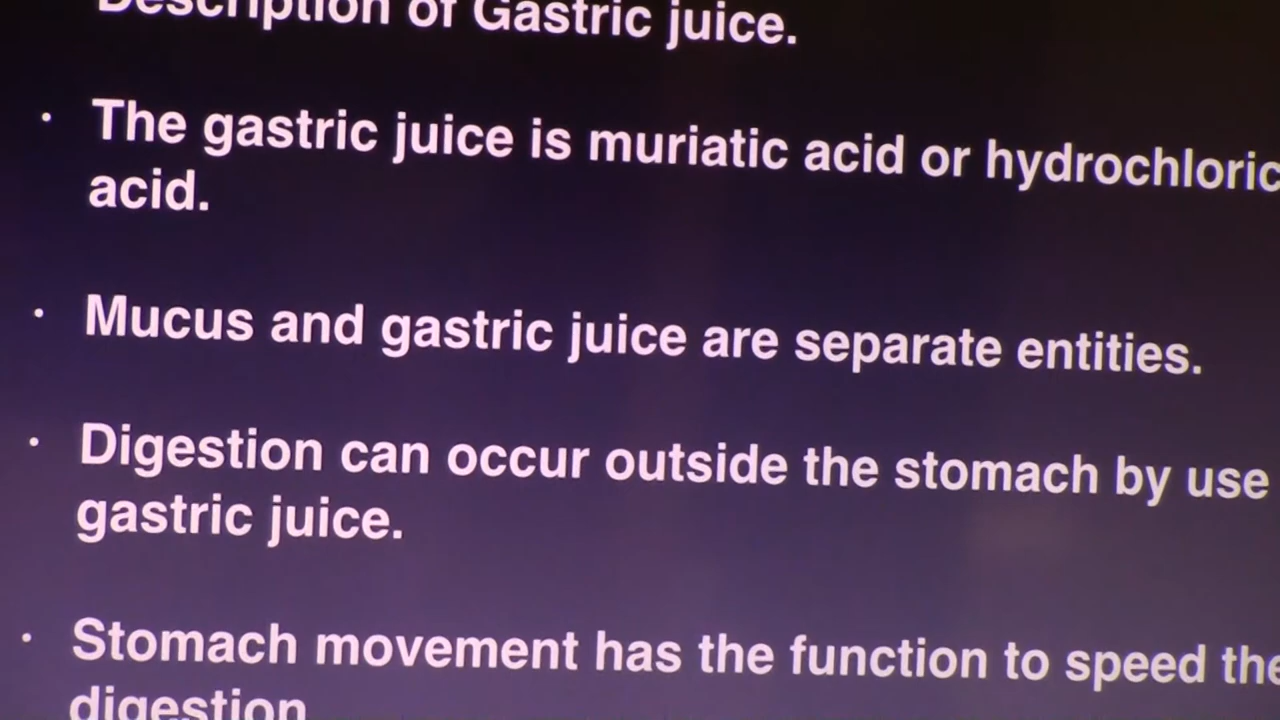 Description of Gastric juice.
· The gastric juice is muriatic acid or hydrochloric
acid.
· Mucus and gastric juice are separate entities.
· Digestion can occur outside the stomach by use
gastric juice.
· Stomach movement has the function to speed the
digestion